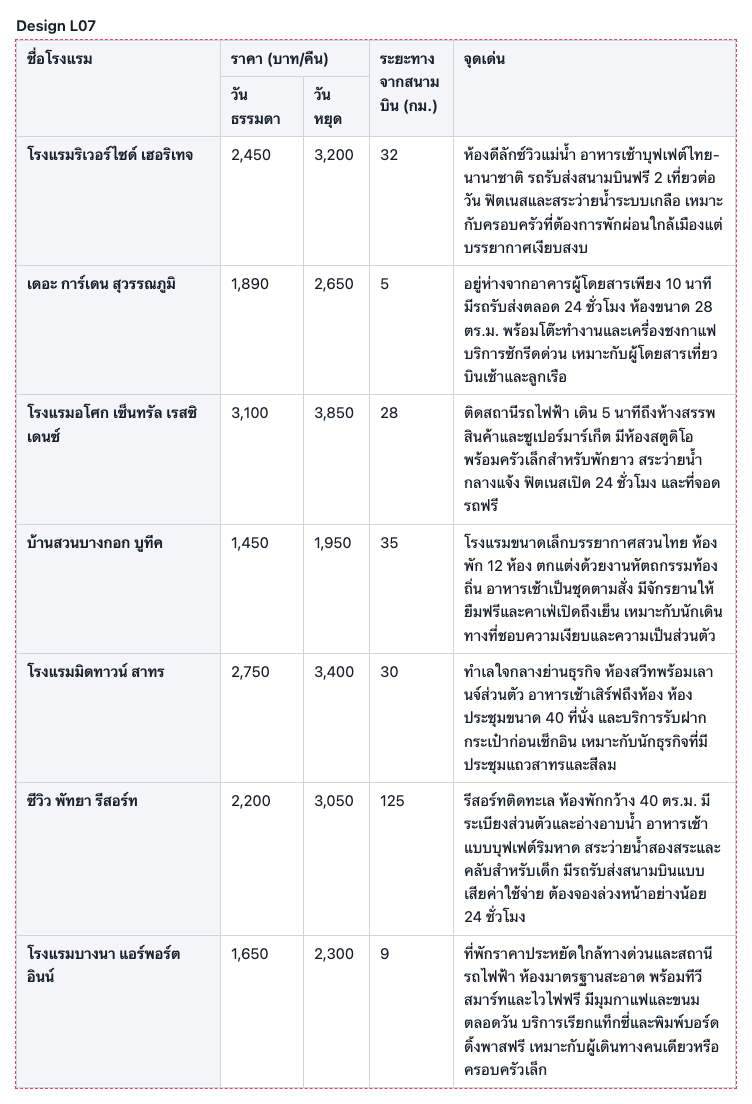 Design L07
ชื่อโรงแรม
ราคา (บาท/คืน)
ระยะทาง
จากสนาม
บิน (กม.)
จุดเด่น
วัน
ธรรมดา
วัน
หยุด
โรงแรมริเวอร์ไซด์ เฮอริเทจ
2,450
3,200
32
ห้องดีลักซ์วิวแม่น้ำ อาหารเช้าบุฟเฟต์ไทย-
นานาชาติ รถรับส่งสนามบินฟรี 2 เที่ยวต่อ
วัน ฟิตเนสและสระว่ายน้ำระบบเกลือ เหมาะ
กับครอบครัวที่ต้องการพักผ่อนใกล้เมืองแต่
บรรยากาศเงียบสงบ
เดอะ การ์เดน สุวรรณภูมิ
1,890
2,650
5
อยู่ห่างจากอาคารผู้โดยสารเพียง 10 นาที
มีรถรับส่งตลอด 24 ชั่วโมง ห้องขนาด 28
ตร.ม. พร้อมโต๊ะทำงานและเครื่องชงกาแฟ
บริการซักรีดด่วน เหมาะกับผู้โดยสารเที่ยว
บินเช้าและลูกเรือ
โรงแรมอโศก เซ็นทรัล เรสซิ
เดนซ์
3,100
3,850
28
ติดสถานีรถไฟฟ้า เดิน 5 นาทีถึงห้างสรรพ
สินค้าและซูเปอร์มาร์เก็ต มีห้องสตูดิโอ
พร้อมครัวเล็กสำหรับพักยาว สระว่ายน้ำ
กลางแจ้ง ฟิตเนสเปิด 24 ชั่วโมง และที่จอด
รถฟรี
บ้านสวนบางกอก บูทีค
1,450
1,950
35
โรงแรมขนาดเล็กบรรยากาศสวนไทย ห้อง
พัก 12 ห้อง ตกแต่งด้วยงานหัตถกรรมท้อง
ถิ่น อาหารเช้าเป็นชุดตามสั่ง มีจักรยานให้
ยืมฟรีและคาเฟ่เปิดถึงเย็น เหมาะกับนักเดิน
ทางที่ชอบความเงียบและความเป็นส่วนตัว
โรงแรมมิดทาวน์ สาทร
2,750
3,400
30
ทำเลใจกลางย่านธุรกิจ ห้องสวีทพร้อมเลา
นจ์ส่วนตัว อาหารเช้าเสิร์ฟถึงห้อง ห้อง
ประชุมขนาด 40 ที่นั่ง และบริการรับฝาก
กระเป๋าก่อนเช็กอิน เหมาะกับนักธุรกิจที่มี
ประชุมแถวสาทรและสีลม
ซีวิว พัทยา รีสอร์ท
2,200
3,050
125
รีสอร์ทติดทะเล ห้องพักกว้าง 40 ตร.ม. มี
ระเบียงส่วนตัวและอ่างอาบน้ำ อาหารเช้า
แบบบุฟเฟต์ริมหาด สระว่ายน้ำสองสระและ
คลับสำหรับเด็ก มีรถรับส่งสนามบินแบบ
เสียค่าใช้จ่าย ต้องจองล่วงหน้าอย่างน้อย
24 ชั่วโมง
โรงแรมบางนา แอร์พอร์ต
อินน์
1,650
2,300
9
ที่พักราคาประหยัดใกล้ทางด่วนและสถานี
รถไฟฟ้า ห้องมาตรฐานสะอาด พร้อมทีวี
สมาร์ทและไวไฟฟรี มีมุมกาแฟและขนม
ตลอดวัน บริการเรียกแท็กซี่และพิมพ์บอร์ด
ดิ้งพาสฟรี เหมาะกับผู้เดินทางคนเดียวหรือ
ครอบครัวเล็ก